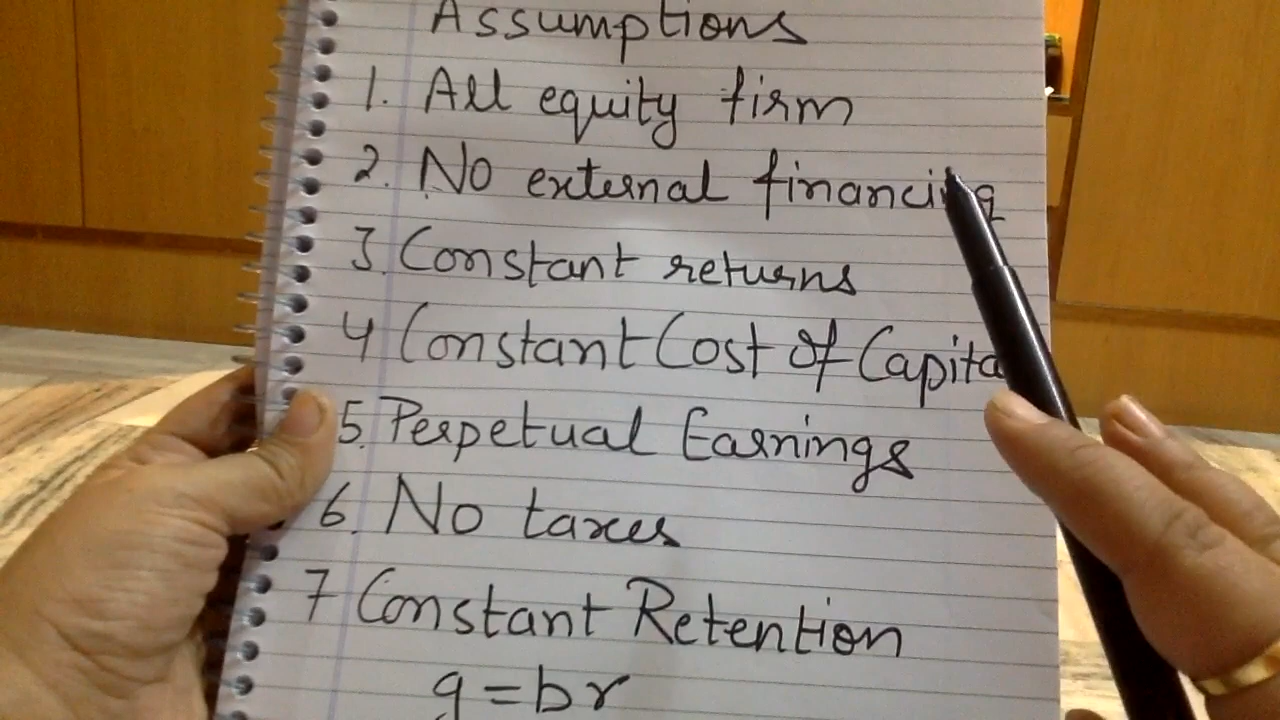 Assumptions
1. All equity firm
2. No external financing
3. Constant returns
4 Constant Cost of Capita
5. Perpetual Earnings
6. No taxes
7 Constant Retention
g = br